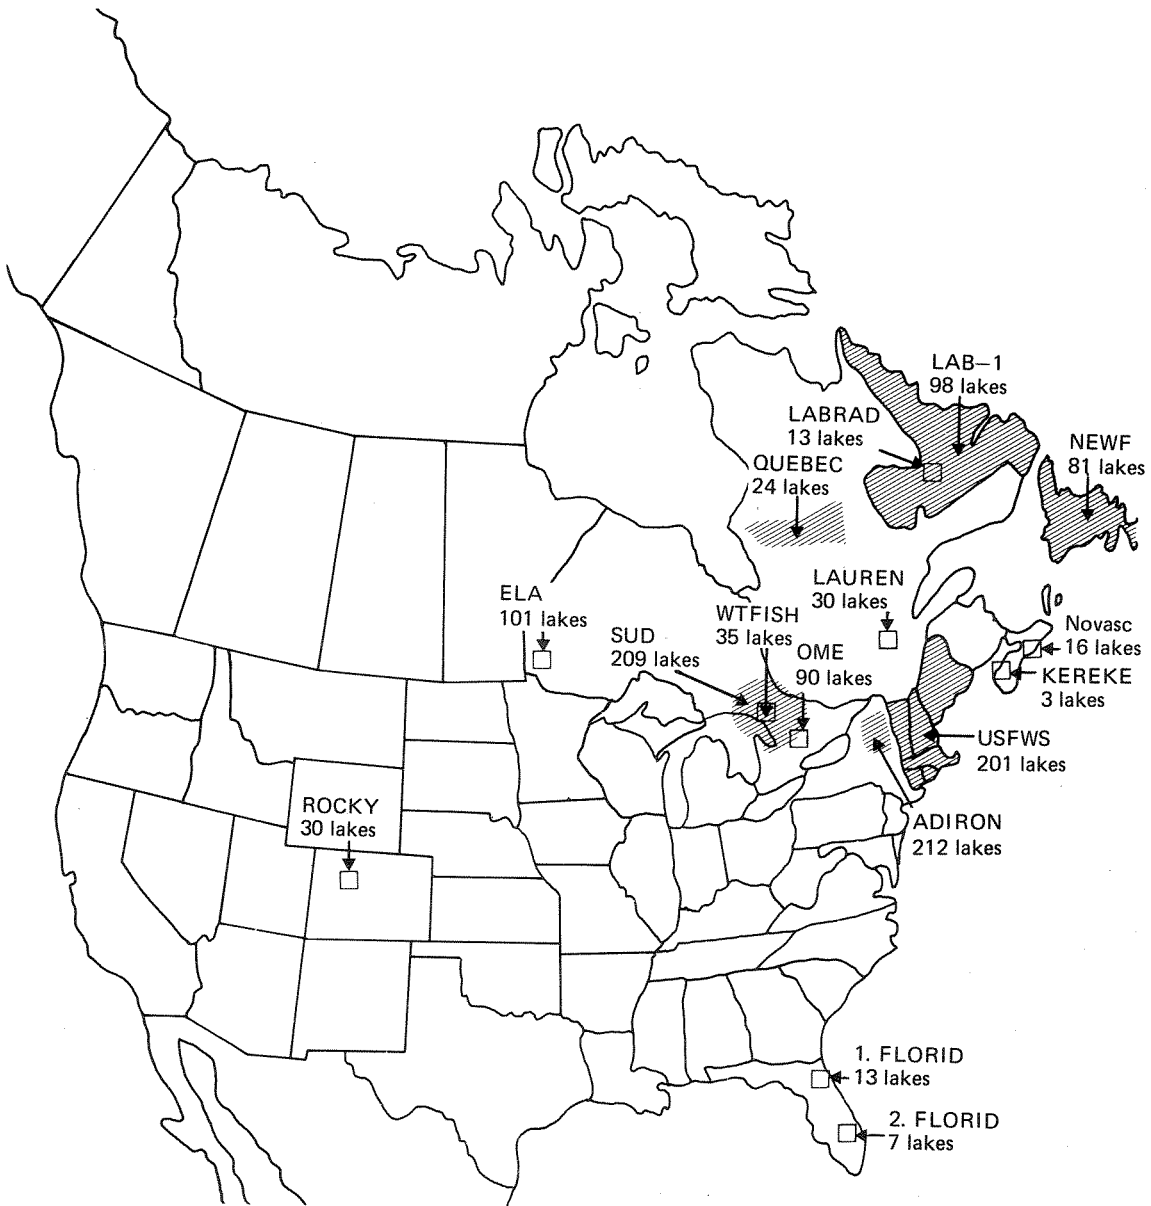 LAB–1
98 lakes
LABRAD
13 lakes
NEWF
81 lakes
QUEBEC
24 lakes
LAUREN
30 lakes
ELA
101 lakes
WTFISH
35 lakes
SUD
209 lakes
OME
90 lakes
Novasc
16 lakes
KEREKE
3 lakes
USFWS
201 lakes
ROCKY
30 lakes
ADIRON
212 lakes
1. FLORID
13 lakes
2. FLORID
7 lakes